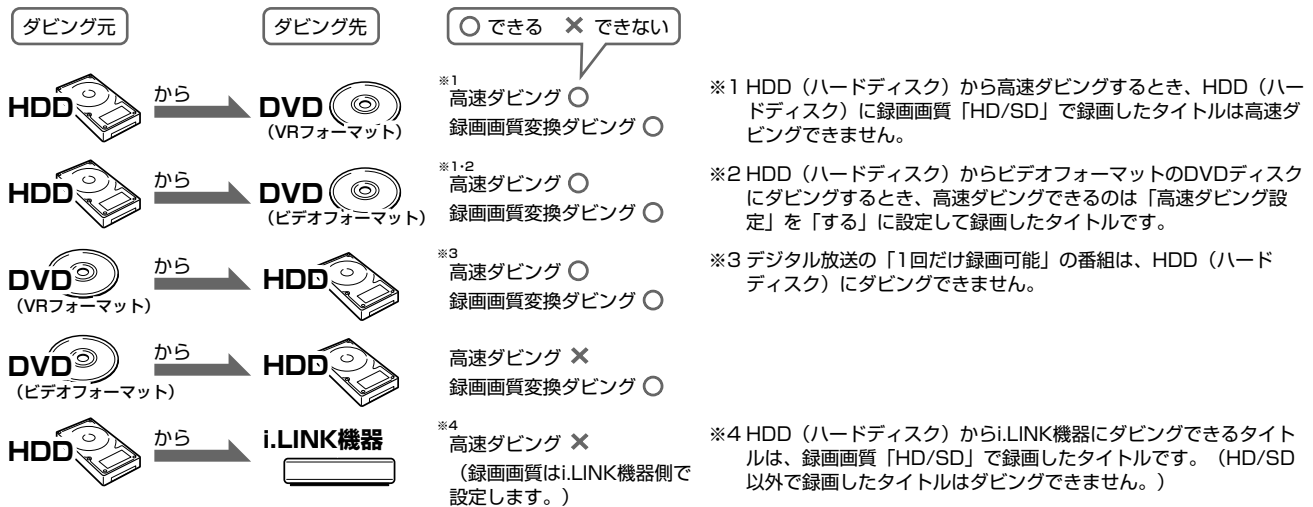 ダビング元
ダビング先
○ できる ✕ できない
HDD
から
DVD
（VRフォーマット）
※1
高速ダビング ○
録画画質変換ダビング ○
※1 HDD（ハードディスク）から高速ダビングするとき、HDD（ハー
ドディスク）に録画画質「HD/SD」で録画したタイトルは高速ダ
ビングできません。
HDD
から
DVD
（ビデオフォーマット）
※1・2
高速ダビング ○
録画画質変換ダビング ○
※2 HDD（ハードディスク）からビデオフォーマットのDVDディスク
にダビングするとき、高速ダビングできるのは「高速ダビング設
定」を「する」に設定して録画したタイトルです。
DVD
（VRフォーマット）
から
HDD
※3
高速ダビング ○
録画画質変換ダビング ○
※3 デジタル放送の「1回だけ録画可能」の番組は、HDD（ハード
ディスク）にダビングできません。
DVD
（ビデオフォーマット）
から
HDD
高速ダビング ✕
録画画質変換ダビング ○
HDD
から
i.LINK機器
※4
高速ダビング ✕
（録画画質はi.LINK機器側で
設定します。）
※4 HDD（ハードディスク）からi.LINK機器にダビングできるタイト
ルは、録画画質「HD/SD」で録画したタイトルです。（HD/SD
以外で録画したタイトルはダビングできません。）